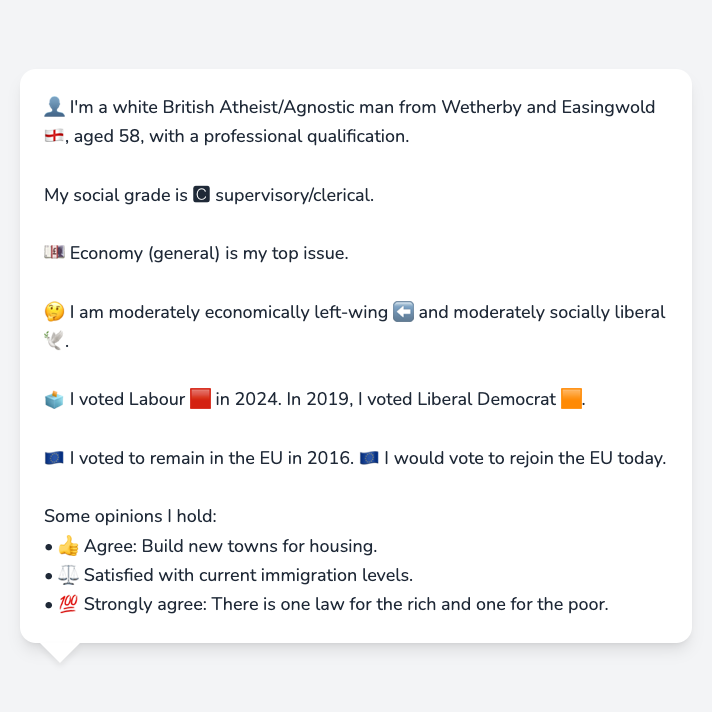 👤 I'm a white British Atheist/Agnostic man from Wetherby and Easingwold
🏴󠁧󠁢󠁥󠁮󠁧󠁿, aged 58, with a professional qualification.
My social grade is 🅲 supervisory/clerical.
💷 Economy (general) is my top issue.
🤔 I am moderately economically left-wing ⬅️ and moderately socially liberal
🕊️.
🗳️ I voted Labour 🟥 in 2024. In 2019, I voted Liberal Democrat 🟧.
🇪🇺 I voted to remain in the EU in 2016. 🇪🇺 I would vote to rejoin the EU today.
Some opinions I hold:
• 👍 Agree: Build new towns for housing.
• ⚖️ Satisfied with current immigration levels.
• 💯 Strongly agree: There is one law for the rich and one for the poor.